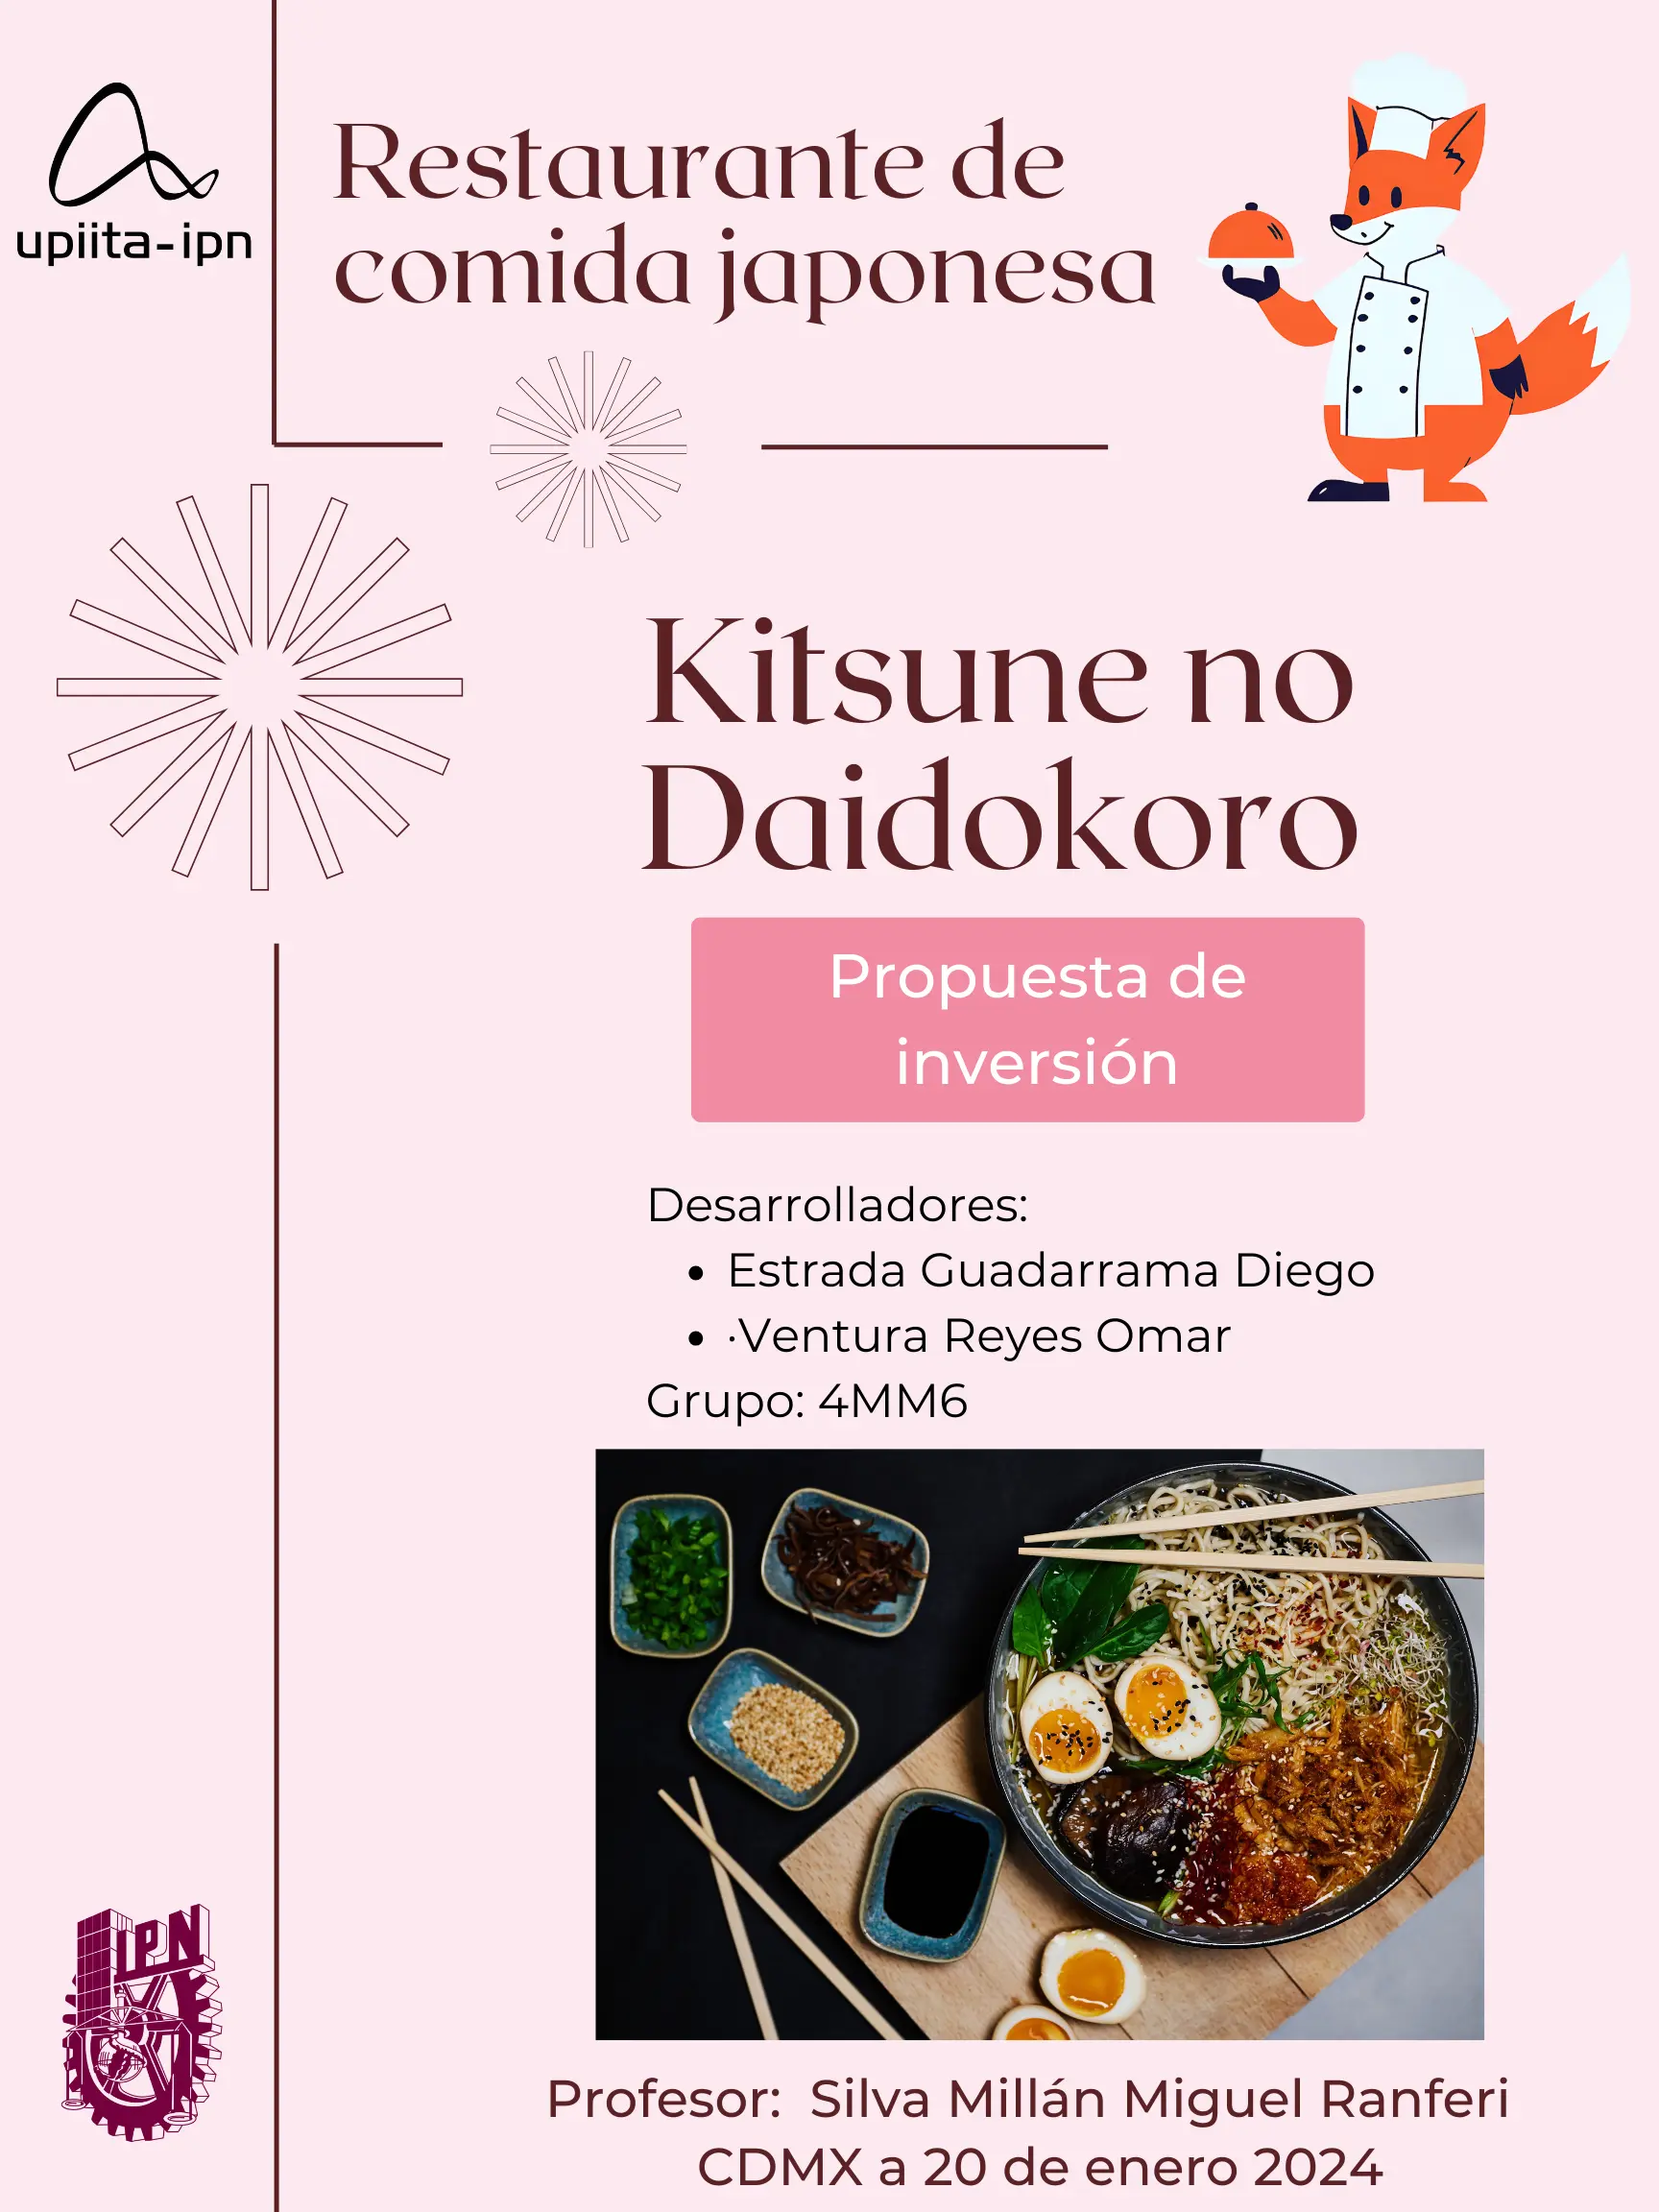 upiita-ipn
Restaurante de
comida japonesa
Kitsune no
Daidokoro
Propuesta de
inversión
Desarrolladores:
• Estrada Guadarrama Diego
• ·Ventura Reyes Omar
Grupo: 4MM6
IPN
Profesor: Silva Millán Miguel Ranferi
CDMX a 20 de enero 2024